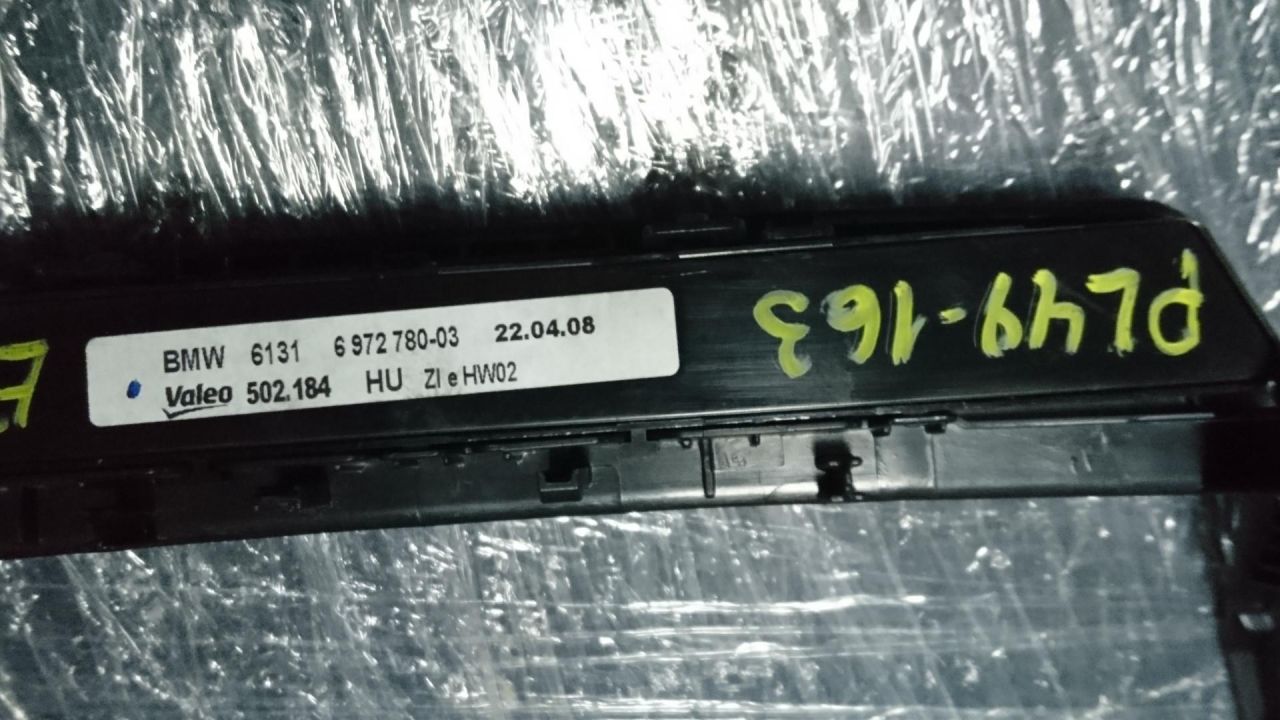 BMW 6131 6 972 780-03 22.04.08
Valeo 502.184 HU ZI e HW02
PL49-163